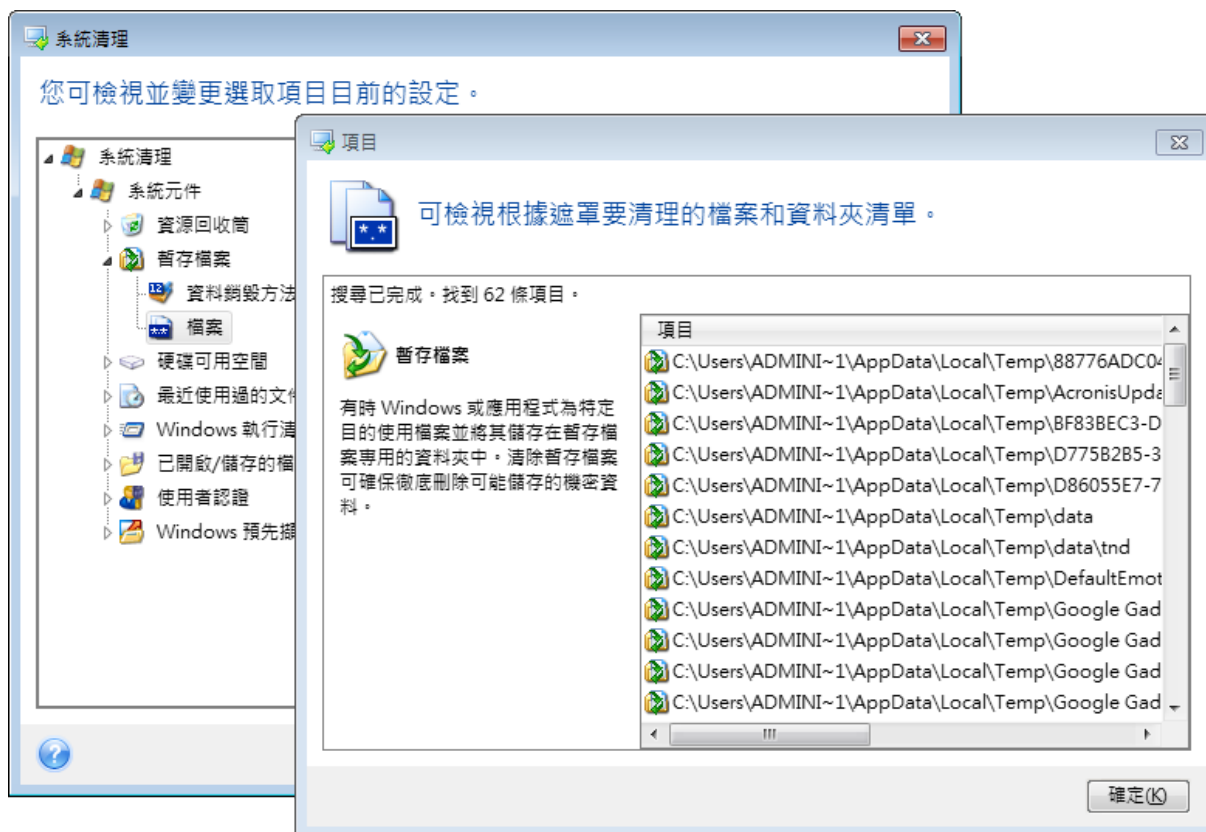 系統清理
您可檢視並變更選取項目目前的設定。
系統清理
系統元件
資源回收筒
暫存檔案
資料銷毀方法
檔案
硬碟可用空間
最近使用過的文
Windows 執行清
已開啟/儲存的檔
使用者認證
Windows 預先擷
項目
可檢視根據遮罩要清理的檔案和資料夾清單。
搜尋已完成。找到 62 條項目。
暫存檔案
有時 Windows 或應用程式為特定
目的使用檔案並將其儲存在暫存檔
案專用的資料夾中。清除暫存檔案
可確保徹底刪除可能儲存的機密資
料。
項目
C:\Users\ADMINI~1\AppData\Local\Temp\88776ADC04
C:\Users\ADMINI~1\AppData\Local\Temp\AcronisUpda
C:\Users\ADMINI~1\AppData\Local\Temp\BF83BEC3-D
C:\Users\ADMINI~1\AppData\Local\Temp\D775B2B5-3
C:\Users\ADMINI~1\AppData\Local\Temp\D86055E7-7
C:\Users\ADMINI~1\AppData\Local\Temp\data
C:\Users\ADMINI~1\AppData\Local\Temp\data\tnd
C:\Users\ADMINI~1\AppData\Local\Temp\DefaultEmot
C:\Users\ADMINI~1\AppData\Local\Temp\Google Gad
C:\Users\ADMINI~1\AppData\Local\Temp\Google Gad
C:\Users\ADMINI~1\AppData\Local\Temp\Google Gad
C:\Users\ADMINI~1\AppData\Local\Temp\Google Gad
確定(K)